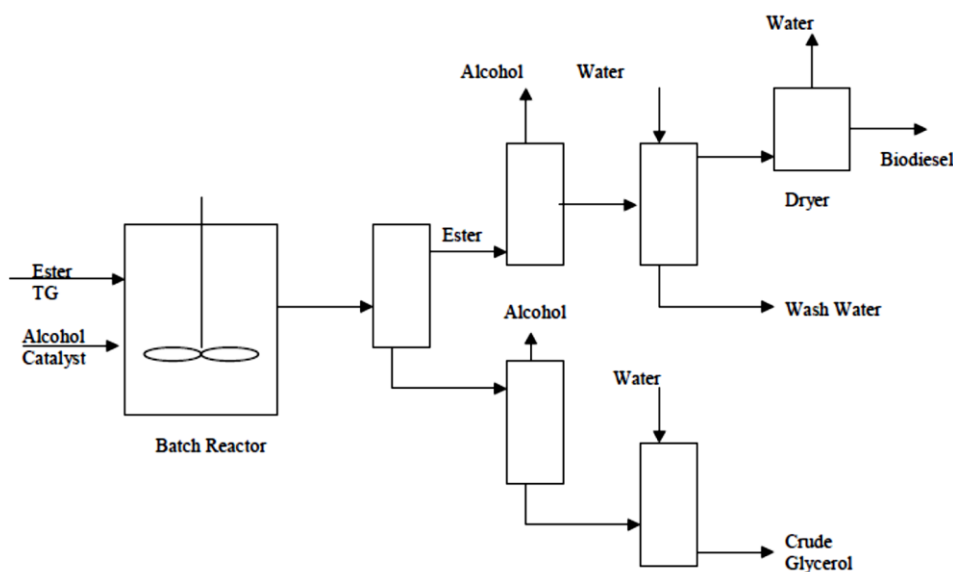 Water
Alcohol
Water
Biodiesel
Dryer
Ester
Ester
TG
Wash Water
Alcohol
Alcohol
Catalyst
Water
Batch Reactor
Crude
Glycerol